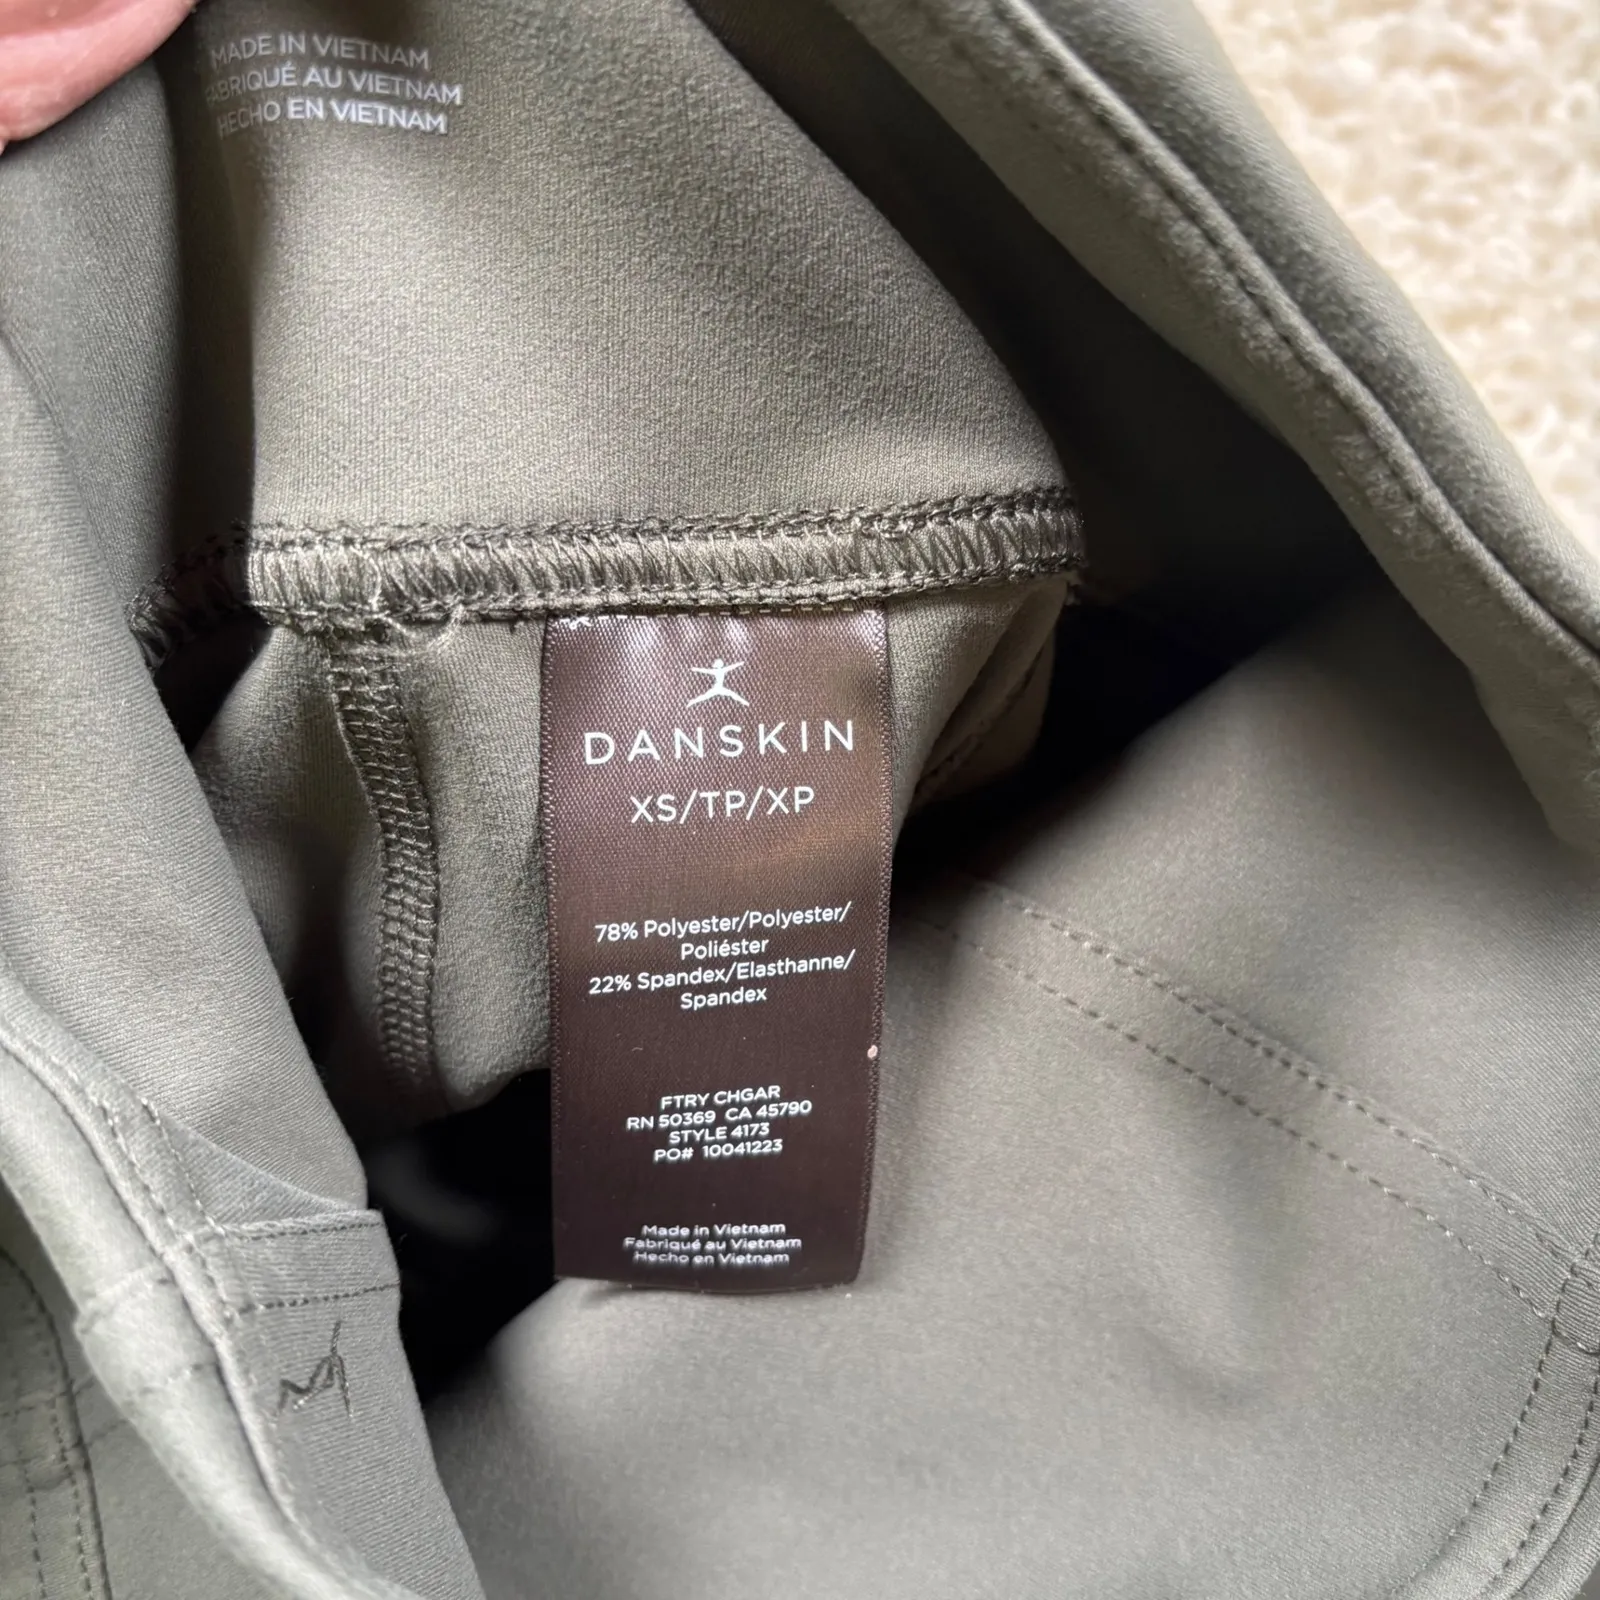 MADE IN VIETNAM
FABRIQUÉ AU VIETNAM
HECHO EN VIETNAM
DANSKIN
XS/TP/XP
78% Polyester/Polyester/
Poliéster
22% Spandex/Elasthanne/
Spandex
FTRY CHGAR
RN 50369 CA 45790
STYLE 4173
PO# 10041223
Made in Vietnam
Fabriqué au Vietnam
Hecho en Vietnam